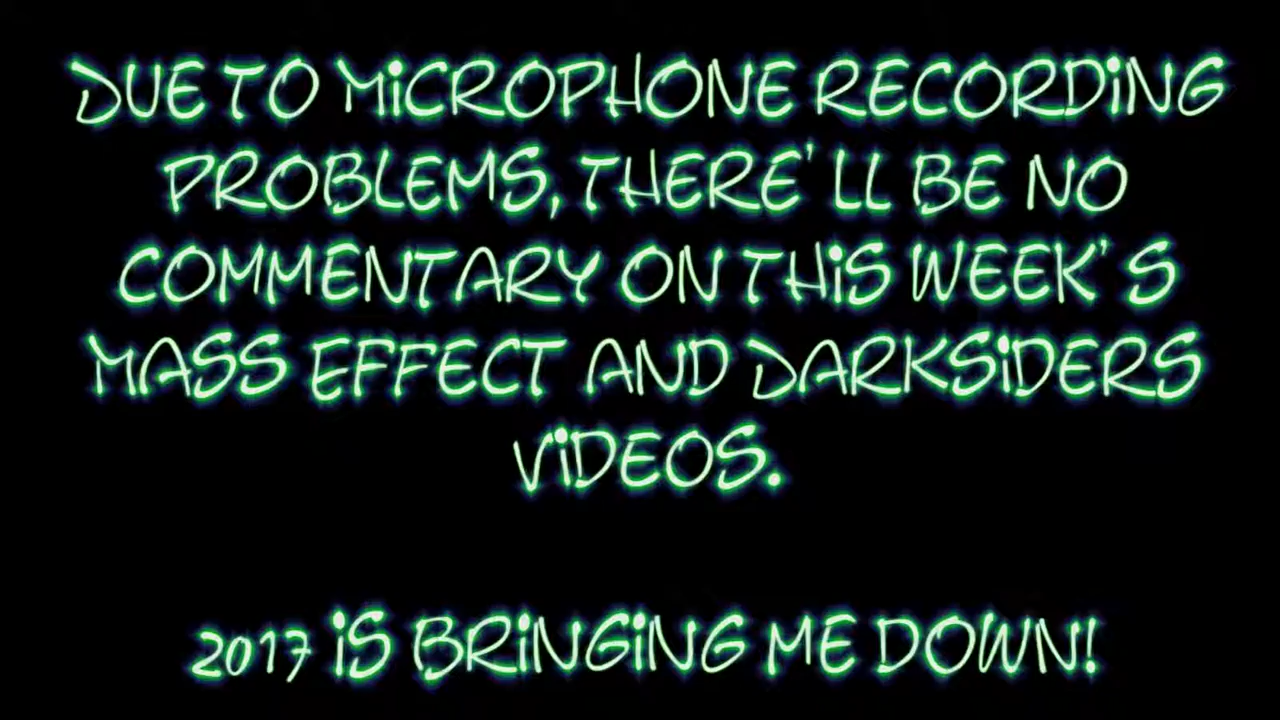 DUE TO MiCROPHONE RECORDiNG
PROBLEMS, THERE'LL BE NO
COMMENTARY ON THiS WEEK'S
MASS EFFECT AND DARKSiDERS
ViDEOS.
2017 iS BRiNGiNG ME DOWN!